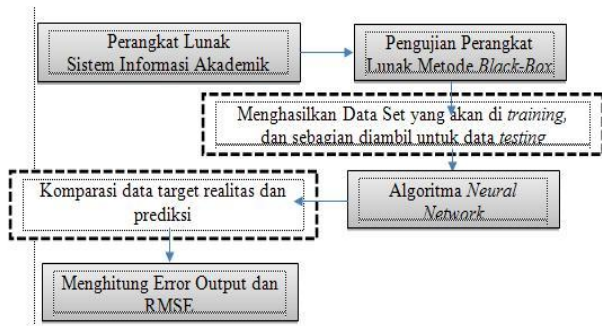 Perangkat Lunak
Sistem Informasi Akademik
Pengujian Perangkat
Lunak Metode Black-Box
Menghasilkan Data Set yang akan di training,
dan sebagian diambil untuk data testing
Algoritma Neural
Network
Komparasi data target realitas dan
prediksi
Menghitung Error Output dan
RMSE